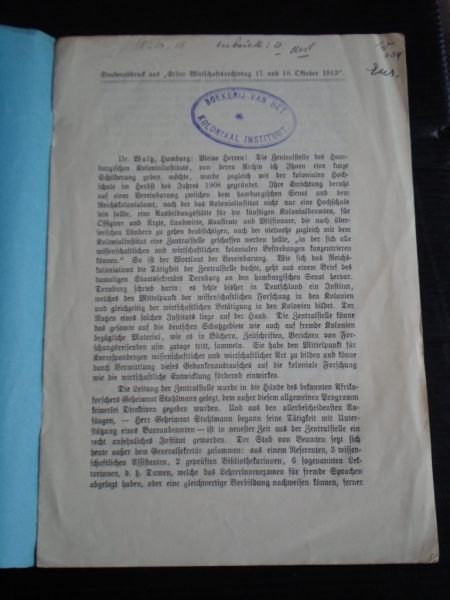 18.10.18
Sonderabdruck aus „Erster Wirtschaftsarchivtag 17. und 18. Oktober 1913“.
BOEKERIJ VAN HET
KOLONIAAL INSTITUUT.
Dr. Waltz, Hamburg: Meine Herren! Die Zentralstelle des Ham-
burgischen Kolonialinstituts, von deren Archiv ich Ihnen eine kurze
Schilderung geben möchte, wurde zugleich mit der kolonialen Hoch-
schule im Herbst des Jahres 1908 gegründet. Ihre Errichtung beruht
auf einer Vereinbarung zwischen dem hamburgischen Senat und dem
Reichskolonialamt, nach der das Kolonialinstitut nicht nur eine Hochschule
sein sollte, eine Ausbildungsstätte für die künftigen Kolonialbeamten, für
Offiziere und Ärzte, Landwirte, Kaufleute und Missionare, die nach über-
seeischen Ländern zu gehen beabsichtigen, nach der vielmehr zugleich mit dem
Kolonialinstitut eine Zentralstelle geschaffen werden sollte, „in der sich alle
wissenschaftlichen und wirtschaftlichen kolonialen Bestrebungen konzentrieren
können.“ So ist der Wortlaut der Vereinbarung. Wie sich das Reichs-
kolonialamt die Tätigkeit der Zentralstelle dachte, geht aus einem Brief des
damaligen Staatssekretärs Dernburg an den hamburgischen Senat hervor.
Dernburg schrieb darin: es fehle bisher in Deutschland ein Institut,
welches den Mittelpunkt der wissenschaftlichen Forschung in den Kolonien
und gleichzeitig der wirtschaftlichen Betätigung in den Kolonien bildet. Der
Nutzen eines solchen Instituts liege auf der Hand. Die Zentralstelle könne
das gesamte auf die deutschen Schutzgebiete wie auch auf fremde Kolonien
bezügliche Material, wie es in Büchern, Zeitschriften, Berichten von For-
schungsreisenden usw. zutage tritt, sammeln. Sie habe den Mittelpunkt für
Korrespondenzen wissenschaftlicher und wirtschaftlicher Art zu bilden und könne
durch Vermittlung dieses Gedankenaustausches auf die koloniale Forschung
wie die wirtschaftliche Entwicklung fördernd einwirken.
Die Leitung der Zentralstelle wurde in die Hände des bekannten Afrika-
forschers Geheimrat Stuhlmann gelegt, dem außer diesem allgemeinen Programm
keinerlei Direktiven gegeben wurden. Und aus den allerbescheidensten An-
fängen, — Herr Geheimrat Stuhlmann begann seine Tätigkeit mit Unter-
stützung eines Bureaubeamten — ist in neuester Zeit aus der Zentralstelle ein
recht ansehnliches Institut geworden. Der Stab von Beamten setzt sich
heute außer dem Generalsekretär zusammen: aus einem Referenten, 3 wissen-
schaftlichen Assistenten, 2 geprüften Bibliothekarinnen, 6 sogenannten Lek-
torinnen, d. h. Damen, welche das Lehrerinnenexamen für fremde Sprachen
abgelegt haben, oder eine gleichwertige Vorbildung nachweisen können, ferner